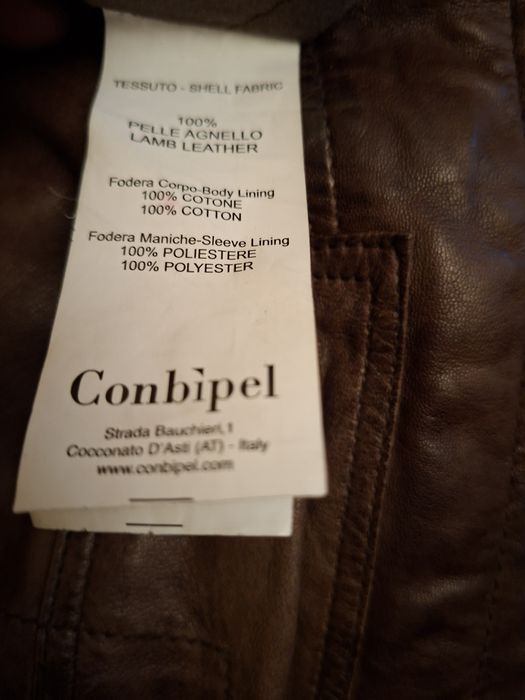 TESSUTO - SHELL FABRIC
100%
PELLE AGNELLO
LAMB LEATHER
Fodera Corpo-Body Lining
100% COTONE
100% COTTON
Fodera Maniche-Sleeve Lining
100% POLIESTERE
100% POLYESTER
Conbìpel
Strada Bauchieri,1
Cocconato D'Asti (AT) - Italy
www.conbipel.com